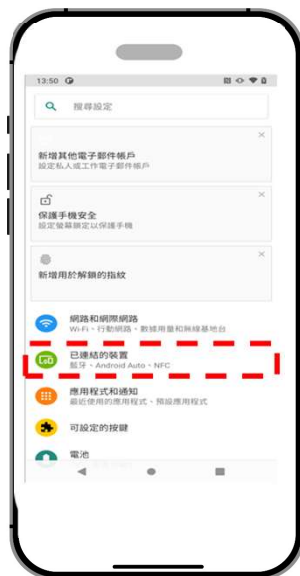 13:50
搜尋設定
新增其他電子郵件帳戶
設定私人或工作電子郵件帳戶
保護手機安全
設定螢幕鎖定以保護手機
新增用於解鎖的指紋
網路和網際網路
Wi-Fi、行動網路、數據用量和無線基地台
已連結的裝置
藍牙、Android Auto、NFC
應用程式和通知
最近使用的應用程式、預設應用程式
可設定的按鍵
電池